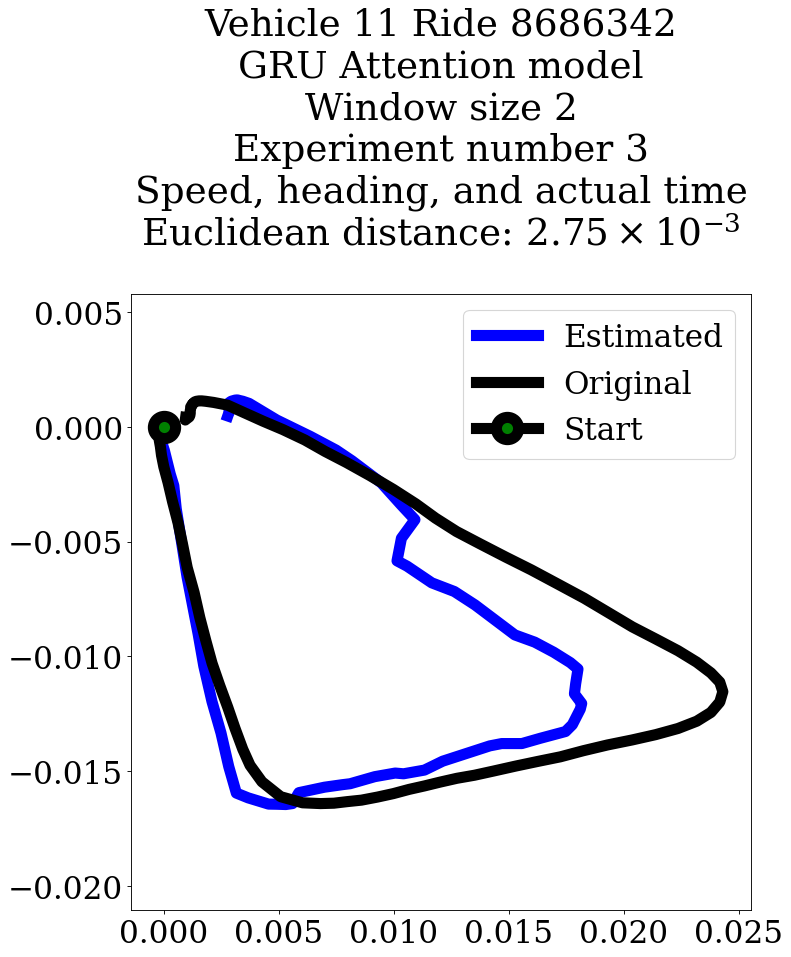 Vehicle 11 Ride 8686342
GRU Attention model
Window size 2
Experiment number 3
Speed, heading, and actual time
Euclidean distance: 2.75 × 10⁻³
0.005
0.000
−0.005
−0.010
−0.015
−0.020
Estimated
Original
Start
0.000 0.005 0.010 0.015 0.020 0.025